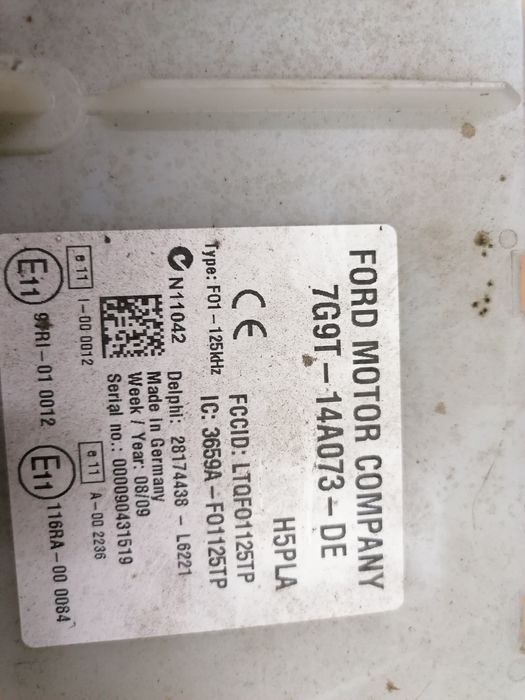 FORD MOTOR COMPANY
7G9T-14A073-DE
H5PLA
CE
FCCID: LTQF01125TP
IC: 3659A-F01125TP
Type: F01-125kHz
N11042
Delphi: 28174438 - L6221
Made in Germany
Week / Year: 08/09
Serial no.: 000090431519
e11 I-00 0012
e11 A-00 2236
E11 97RI-01 0012
E11 116RA-00 0084